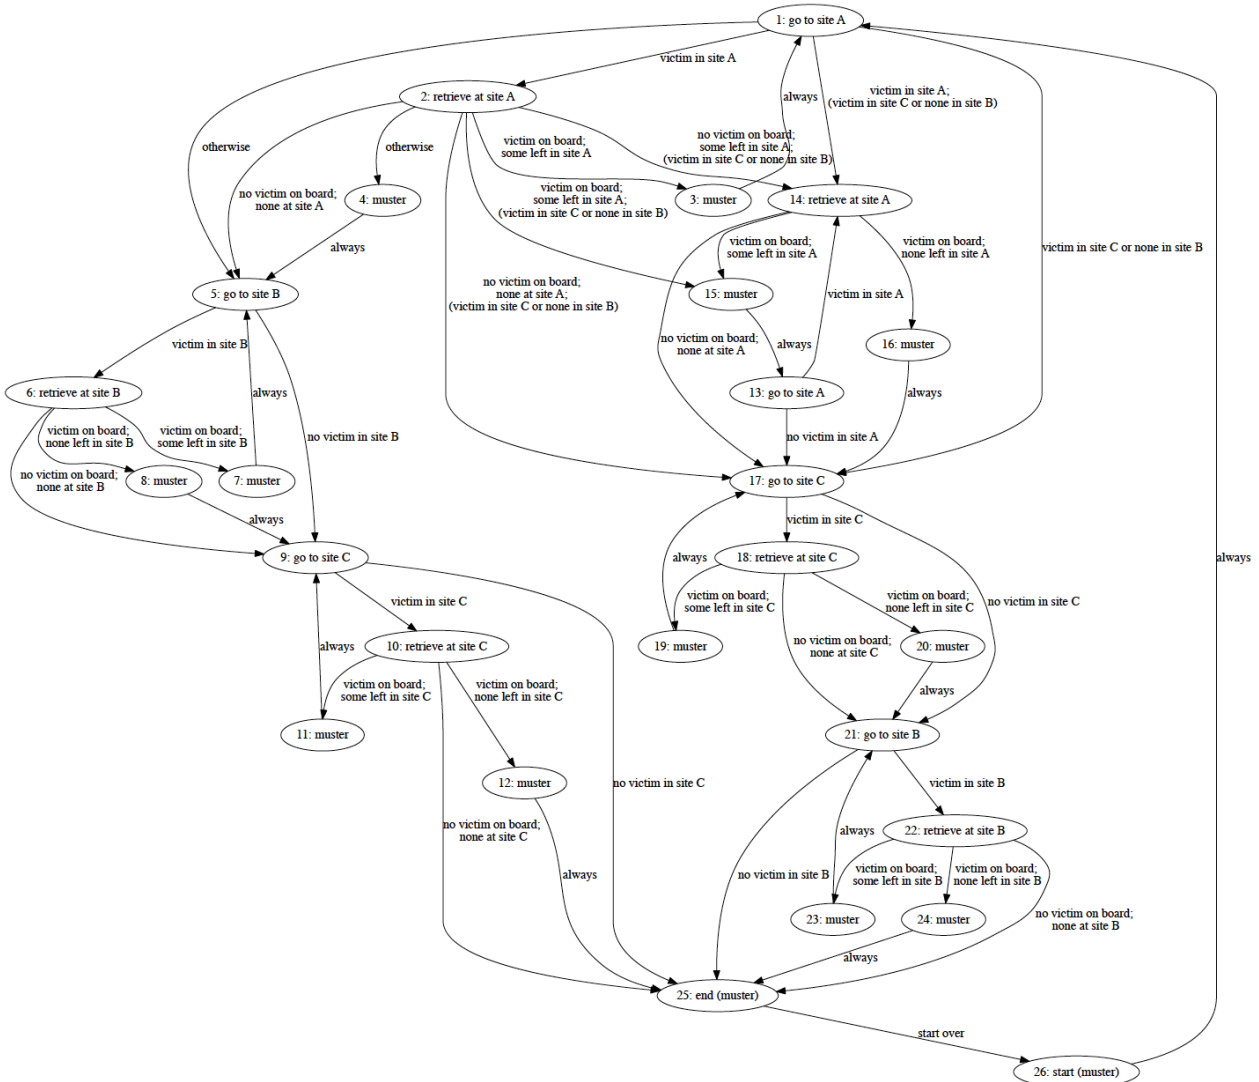 1: go to site A
victim in site A
2: retrieve at site A
always
victim in site A;
(victim in site C or none in site B)
otherwise
otherwise
victim on board;
some left in site A
no victim on board;
some left in site A;
(victim in site C or none in site B)
no victim on board;
none at site A
4: muster
victim on board;
some left in site A;
(victim in site C or none in site B)
3: muster
14: retrieve at site A
always
victim on board;
some left in site A
victim on board;
none left in site A
victim in site C or none in site B
5: go to site B
no victim on board;
none at site A;
(victim in site C or none in site B)
15: muster
victim in site A
victim in site B
no victim on board;
none at site A
always
16: muster
6: retrieve at site B
always
13: go to site A
always
victim on board;
none left in site B
victim on board;
some left in site B
no victim in site B
no victim in site A
no victim on board;
none at site B
8: muster
7: muster
17: go to site C
always
victim in site C
9: go to site C
always
18: retrieve at site C
always
victim in site C
victim on board;
some left in site C
victim on board;
none left in site C
no victim in site C
always
10: retrieve at site C
19: muster
no victim on board;
none at site C
20: muster
victim on board;
some left in site C
victim on board;
none left in site C
always
11: muster
21: go to site B
12: muster
no victim in site C
victim in site B
no victim on board;
none at site C
always
22: retrieve at site B
always
no victim in site B
victim on board;
some left in site B
victim on board;
none left in site B
23: muster
24: muster
no victim on board;
none at site B
always
25: end (muster)
start over
26: start (muster)